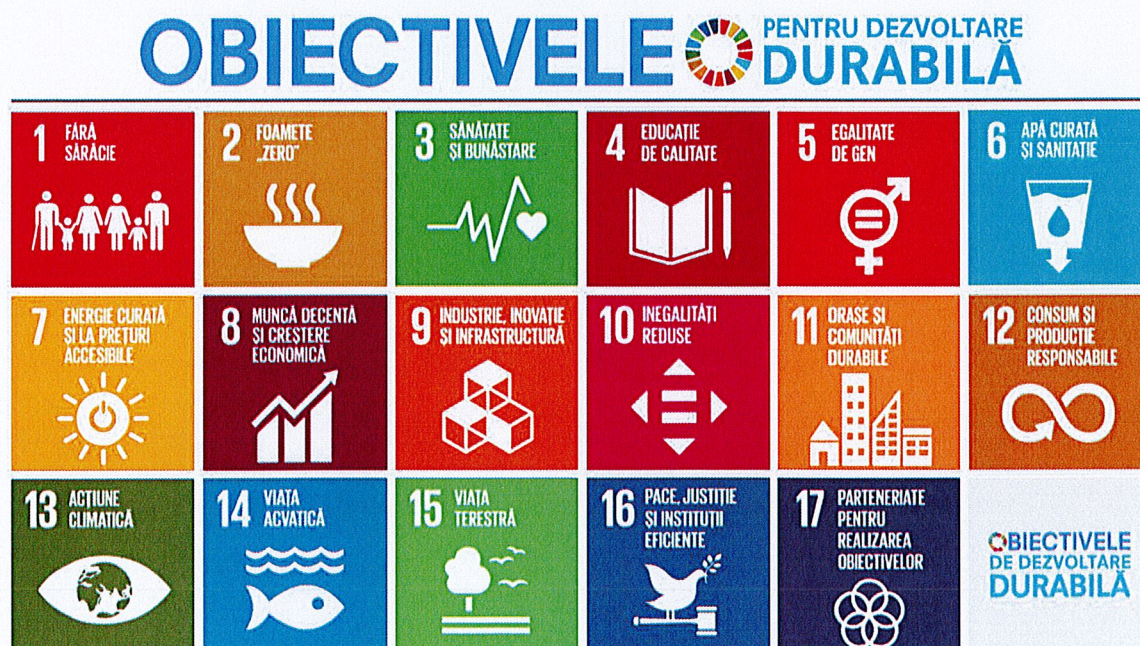 OBIECTIVELE
PENTRU DEZVOLTARE
DURABILĂ
1 FĂRĂ
SĂRĂCIE
2 FOAMETE
„ZERO”
3 SĂNĂTATE
ȘI BUNĂSTARE
4 EDUCAȚIE
DE CALITATE
5 EGALITATE
DE GEN
6 APĂ CURATĂ
ȘI SANITAȚIE
7 ENERGIE CURATĂ
ȘI LA PREȚURI
ACCESIBILE
8 MUNCĂ DECENTĂ
ȘI CREȘTERE
ECONOMICĂ
9 INDUSTRIE, INOVAȚIE
ȘI INFRASTRUCTURĂ
10 INEGALITĂȚI
REDUSE
11 ORAȘE ȘI
COMUNITĂȚI
DURABILE
12 CONSUM ȘI
PRODUCȚIE
RESPONSABILE
13 ACȚIUNE
CLIMATICĂ
14 VIAȚA
ACVATICĂ
15 VIAȚA
TERESTRĂ
16 PACE, JUSTIȚIE
ȘI INSTITUȚII
EFICIENTE
17 PARTENERIATE
PENTRU
REALIZAREA
OBIECTIVELOR
OBIECTIVELE
DE DEZVOLTARE
DURABILĂ